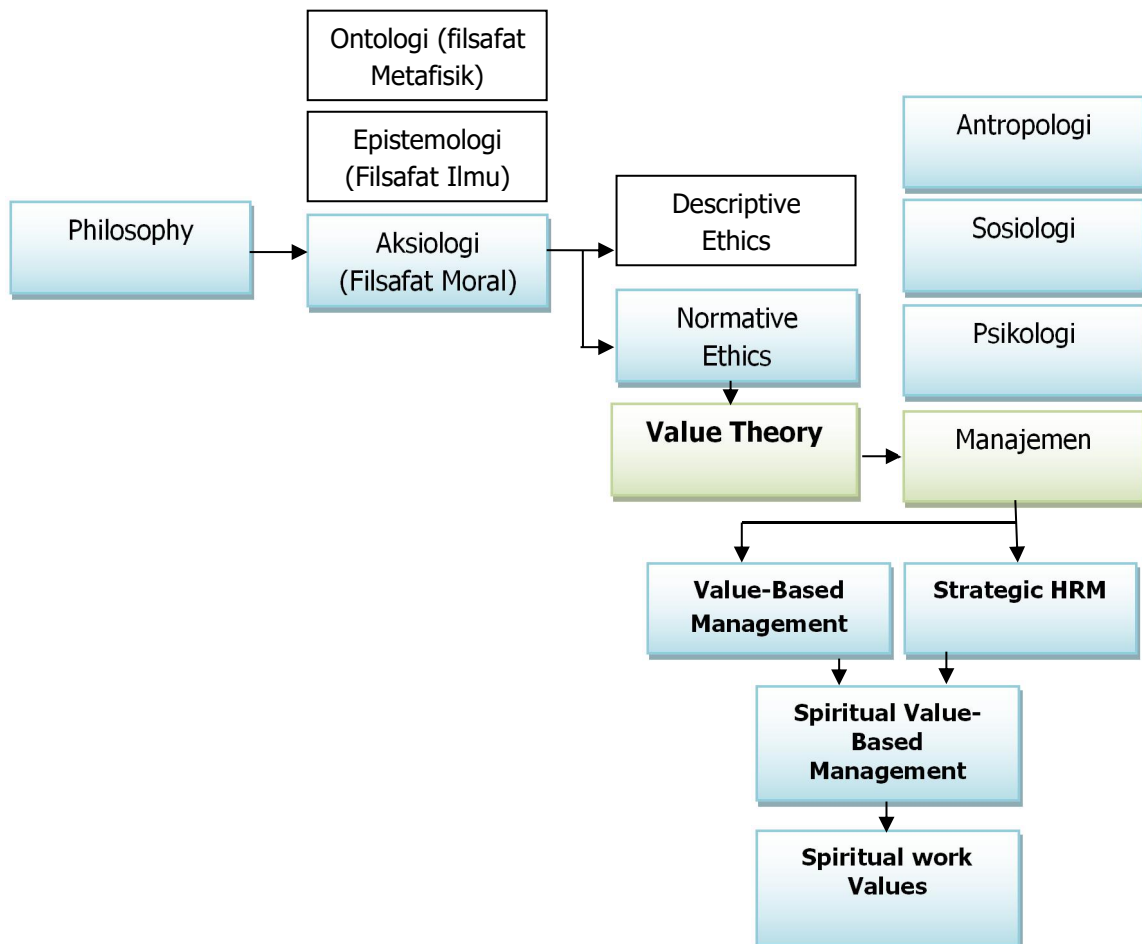 Ontologi (filsafat
Metafisik)
Epistemologi
(Filsafat Ilmu)
Philosophy
Aksiologi
(Filsafat Moral)
Descriptive
Ethics
Normative
Ethics
Value Theory
Antropologi
Sosiologi
Psikologi
Manajemen
Value-Based
Management
Strategic HRM
Spiritual Value-
Based
Management
Spiritual work
Values